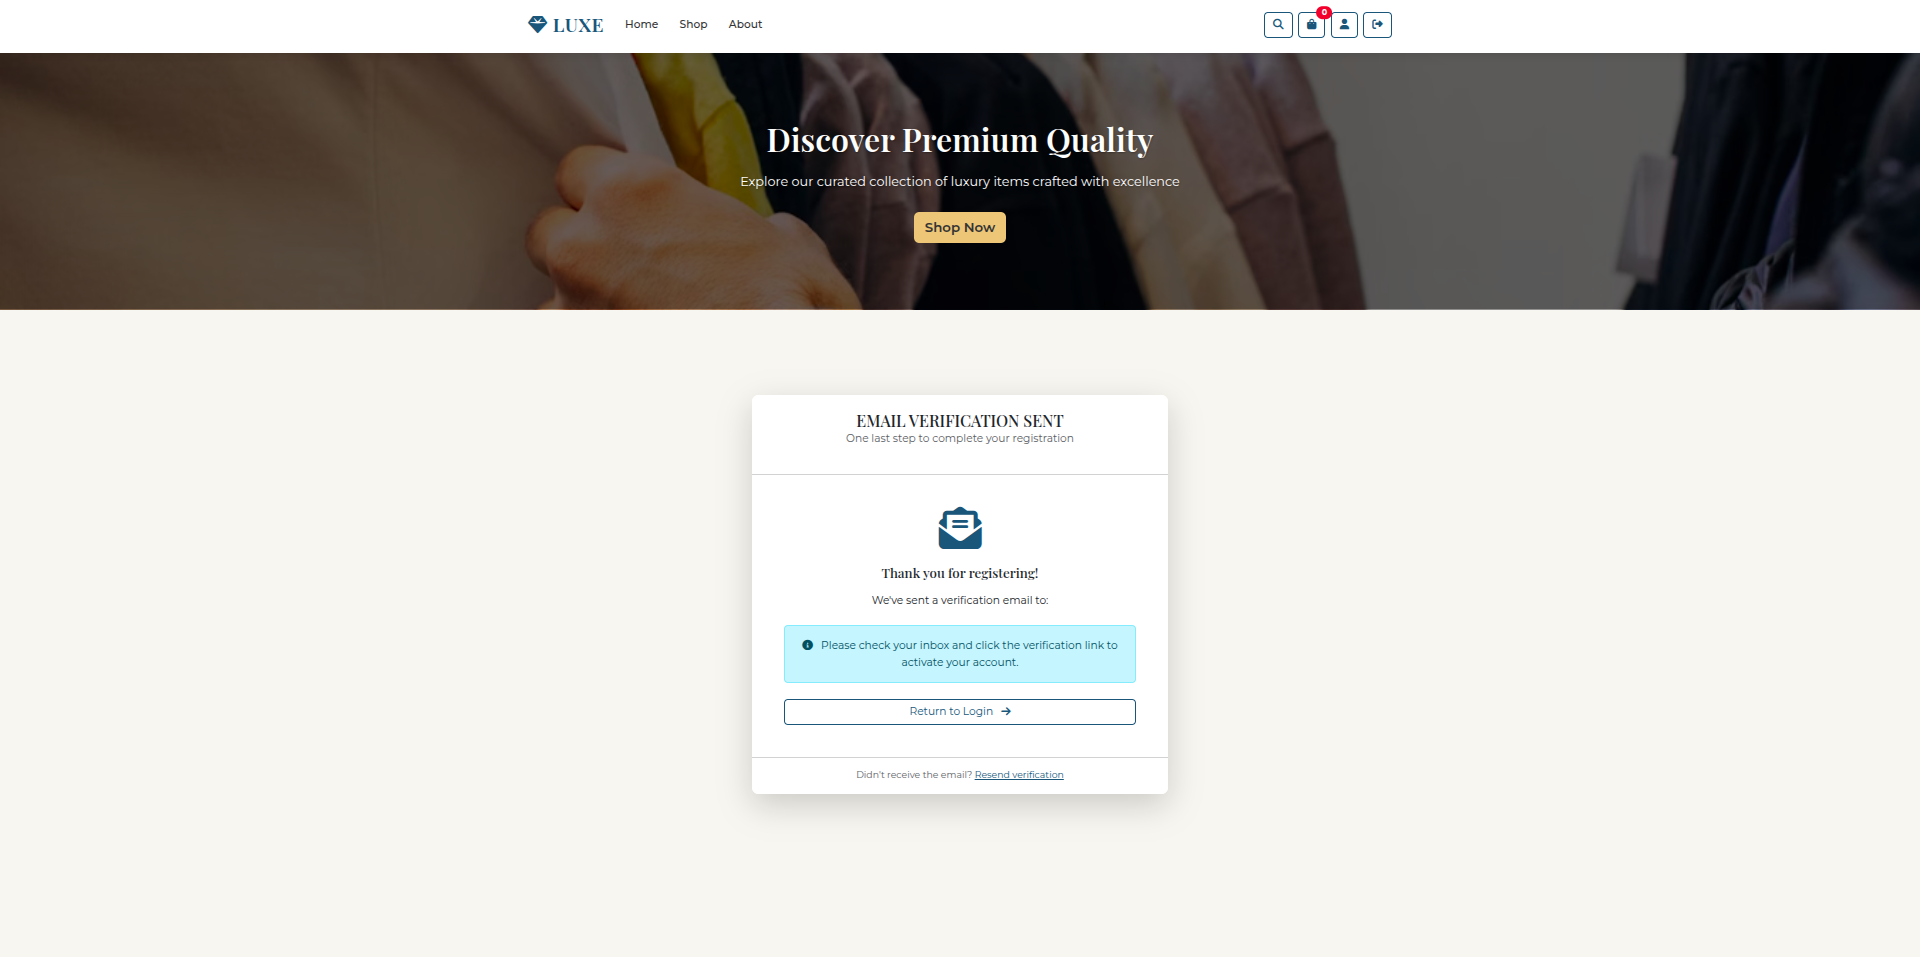 LUXE Home Shop About
0
Discover Premium Quality
Explore our curated collection of luxury items crafted with excellence
Shop Now
EMAIL VERIFICATION SENT
One last step to complete your registration
Thank you for registering!
We've sent a verification email to:
Please check your inbox and click the verification link to
activate your account.
Return to Login
Didn't receive the email? Resend verification